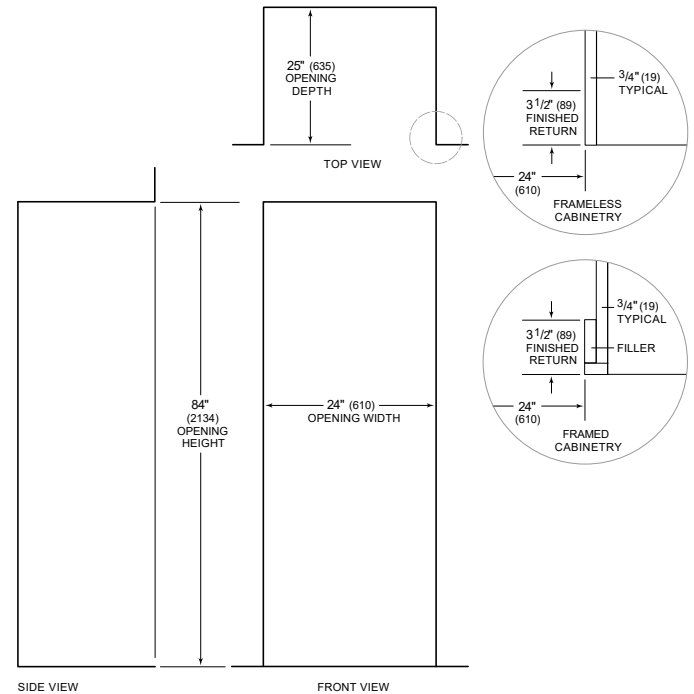 25" (635)
OPENING
DEPTH
TOP VIEW
3/4" (19)
TYPICAL
3 1/2" (89)
FINISHED
RETURN
24"
(610)
FRAMELESS
CABINETRY
3/4" (19)
TYPICAL
3 1/2" (89)
FINISHED
RETURN
FILLER
24"
(610)
FRAMED
CABINETRY
84"
(2134)
OPENING
HEIGHT
24" (610)
OPENING WIDTH
SIDE VIEW
FRONT VIEW